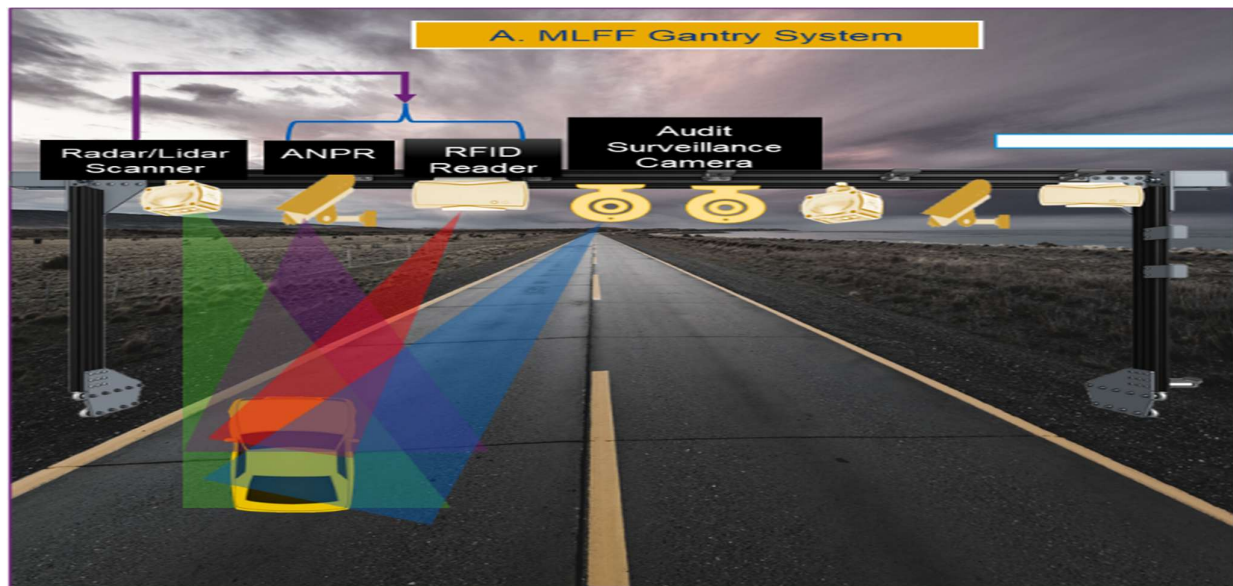 A. MLFF Gantry System
Radar/Lidar
Scanner
ANPR
RFID
Reader
Audit
Surveillance
Camera